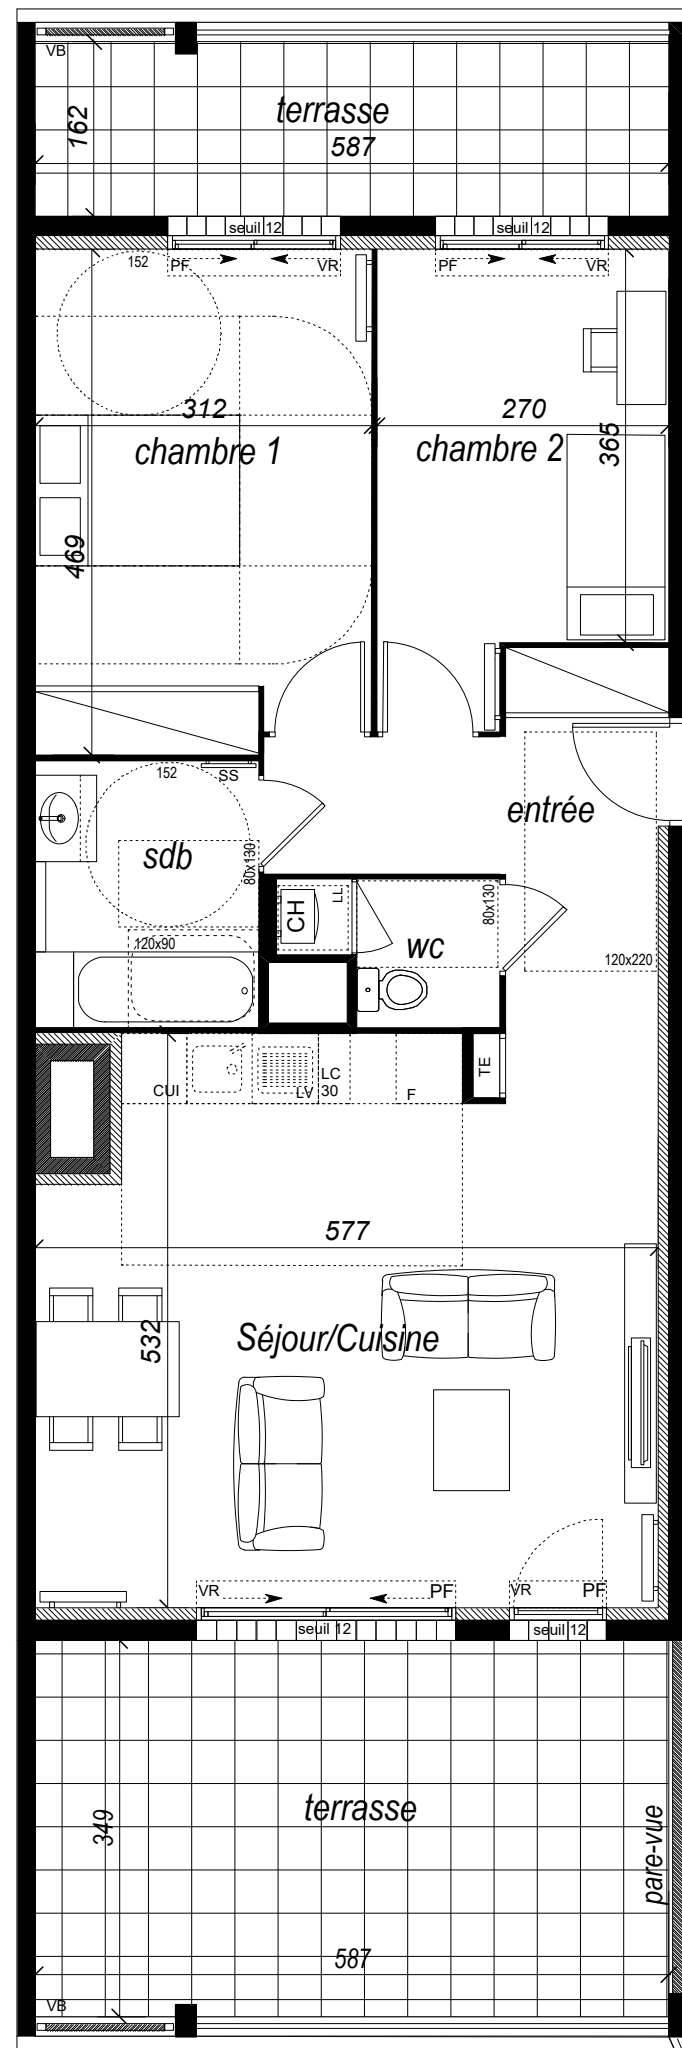 VB
162
terrasse
587
seuil 12
seuil 12
152
PF
VR
PF
VR
312
270
chambre 1
chambre 2
365
469
152
SS
entrée
sdb
80x130
LL
CH
80x130
wc
120x90
120x220
CUI
LV
LC
30
F
TE
577
532
Séjour/Cuisine
VR
PF
VR
PF
seuil 12
seuil 12
terrasse
349
pare-vue
587
VB